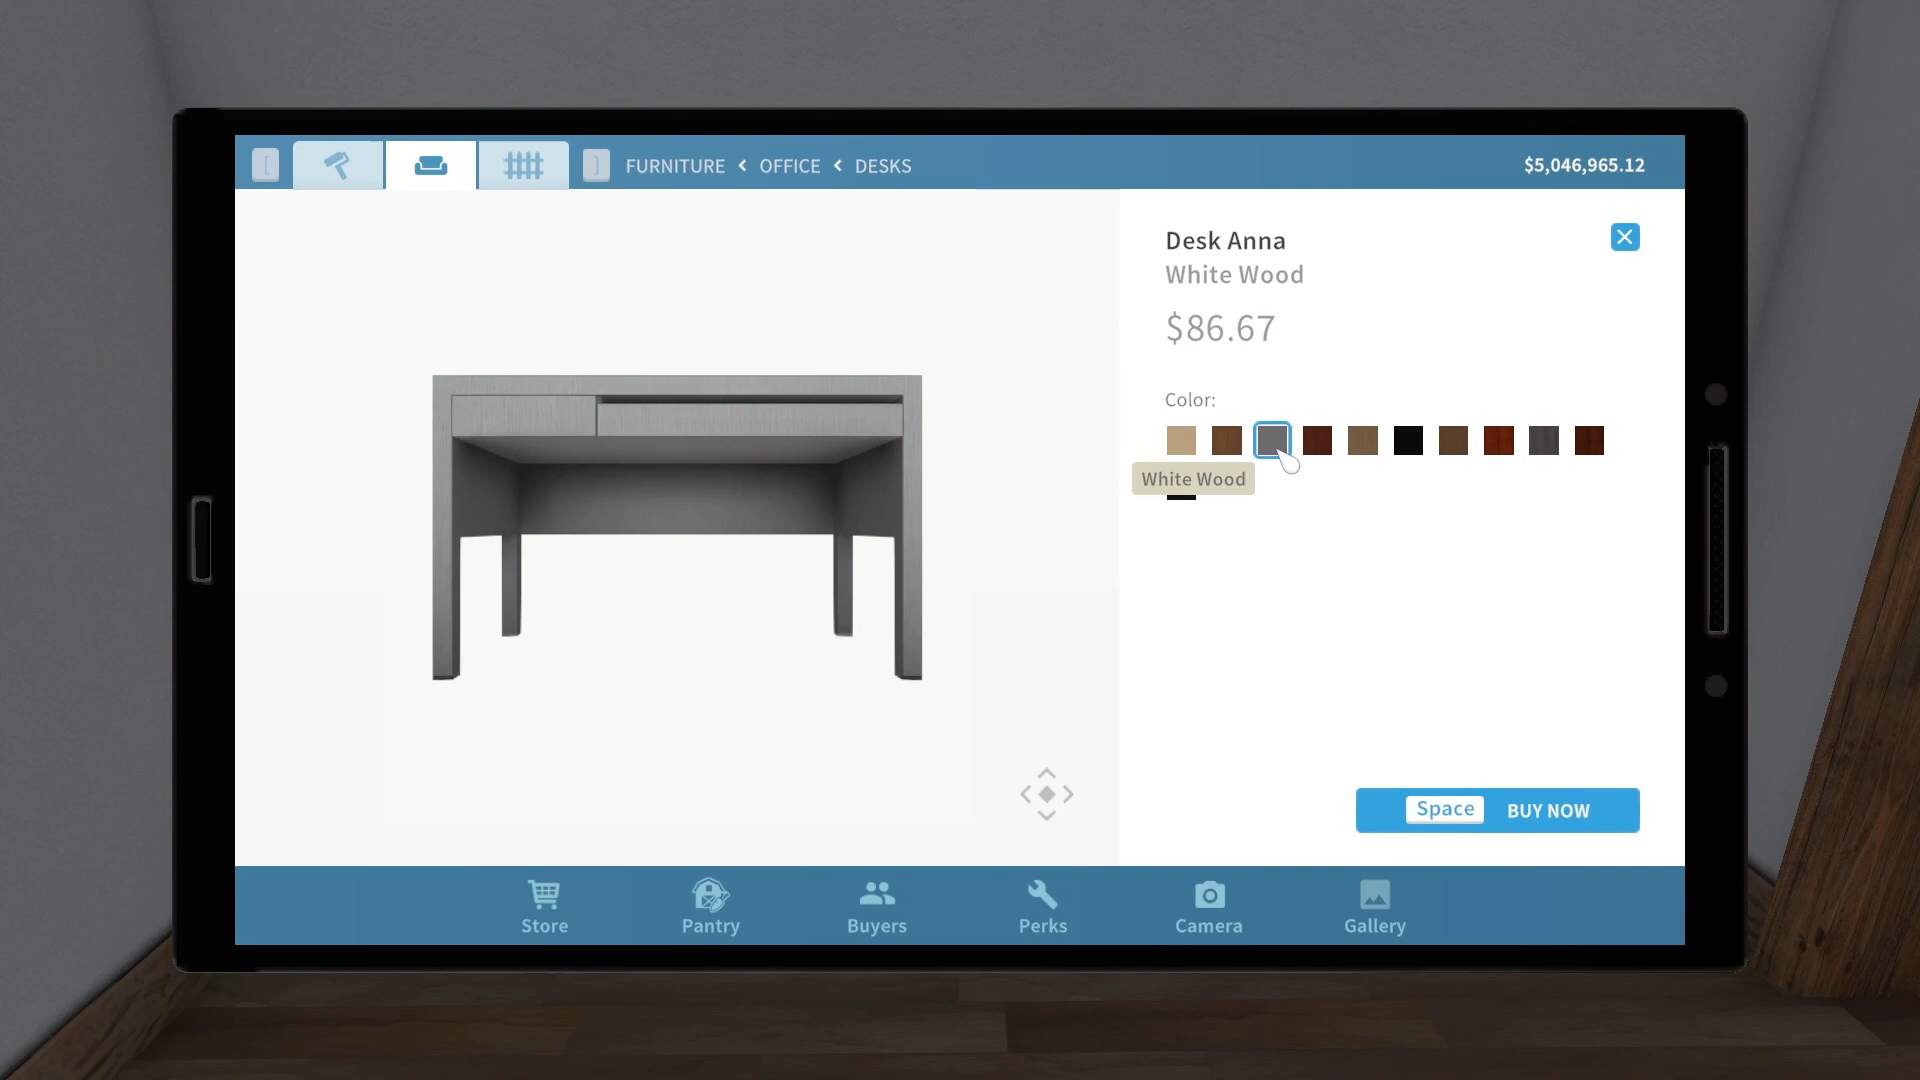 [
]
FURNITURE < OFFICE < DESKS
$5,046,965.12
Desk Anna
White Wood
$86.67
Color:
White Wood
Space BUY NOW
Store
Pantry
Buyers
Perks
Camera
Gallery